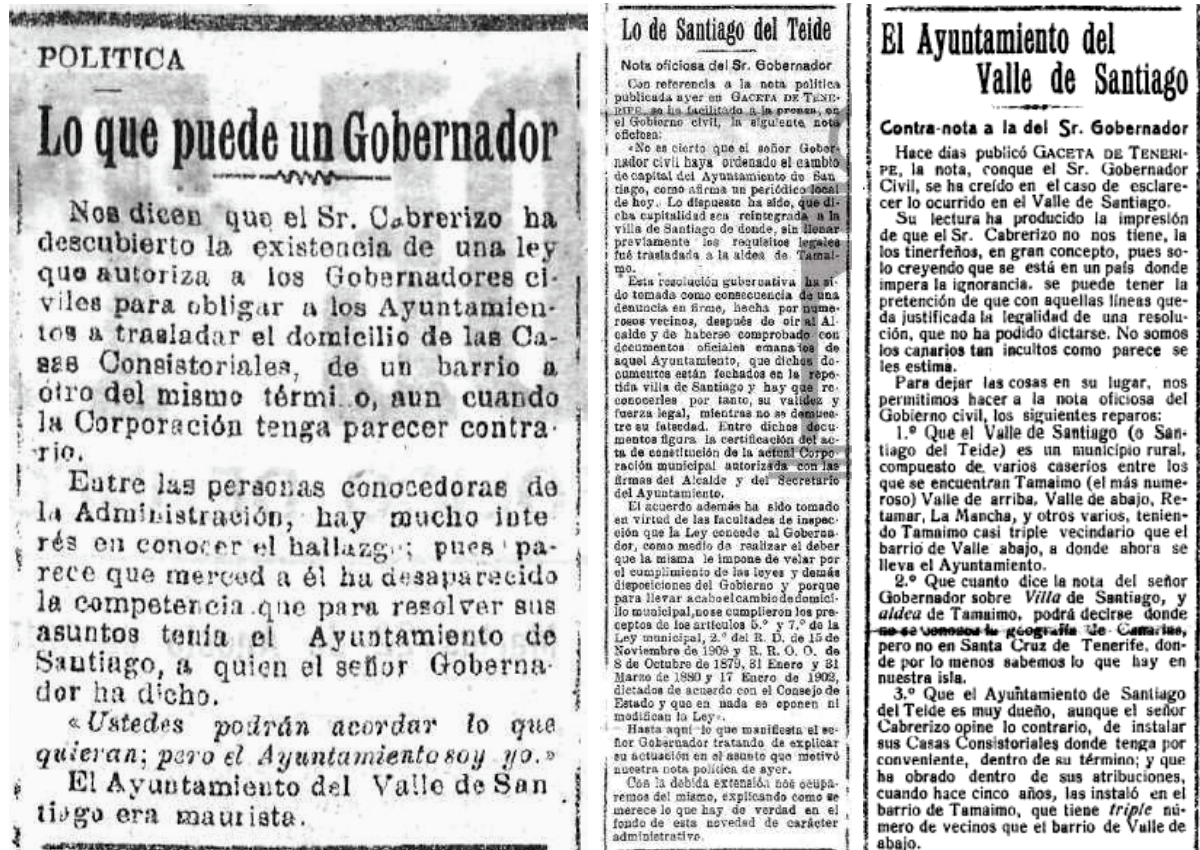 POLITICA
Lo que puede un Gobernador
Nos dicen que el Sr. Cabrerizo ha
descubierto la existencia de una ley
que autoriza a los Gobernadores ci-
viles para obligar a los Ayuntamien-
tos a trasladar el domicilio de las Ca-
sas Consistoriales, de un barrio a
otro del mismo térmi o, aun cuando
la Corporación tenga parecer contra-
rio.
Entre las personas conocedoras de
la Administración, hay mucho inte
rés en conocer el hallazg ; pues pa-
rece que merced a él ha desaparecido
la competencia que para resolver sus
asuntos tenía el Ayuntamiento de
Santiago, a quien el señor Goberna-
dor ha dicho.
«Ustedes podrán acordar lo que
quieran; pero el Ayuntamiento soy yo.»
El Ayuntamiento del Valle de San
tiago era maurista.
Lo de Santiago del Teide
Nota oficiosa del Sr. Gobernador
Con referencia a la nota política
publicada ayer en GACETA DE TENE-
RIFE, se ha facilitado a la prensa, en
el Gobierno civil, la siguiente nota
oficiosa:
«No es cierto que el señor Gober-
nador civil haya ordenado el cambio
de capital del Ayuntamiento de San
tiago, como afirma un periódico local
de hoy. Lo dispuesto ha sido, que di-
cha capitalidad sea reintegrada a la
villa de Santiago de donde, sin llenar
previamente los requisitos legales
fué trasladada a la aldea de Tamai-
mo.
Esta resolución gubernativa ha si-
do tomada como consecuencia de una
denuncia en firme, hecha por nume-
rosos vecinos, después de oir al Al-
calde y de haberse comprobado con
documentos oficiales emanados de
aquel Ayuntamiento, que dichos do-
cumentos están fechados en la repe-
tida villa de Santiago y hay que re-
conocerles por tanto, su validez y
fuerza legal, mientras no se demues-
tre su falsedad. Entre dichos docu-
mentos figura la certificación del ac-
ta de constitución de la actual Corpo-
ración municipal autorizada con las
firmas del Alcalde y del Secretario
del Ayuntamiento.
El acuerdo además ha sido tomado
en virtud de las facultades de inspec-
ción que la Ley concede al Goberna-
dor, como medio de realizar el deber
que la misma le impone de velar por
el cumplimiento de las leyes y demás
disposiciones del Gobierno y porque
para llevar a cabo el cambio de domici-
lio municipal, no se cumplieron los pre-
ceptos de los artículos 5.º y 7.º de la
Ley municipal, 2.º del R. D. de 15 de
Noviembre de 1909 y R. R. O. O. de
8 de Octubre de 1879, 31 Enero y 31
Marzo de 1880 y 17 Enero de 1902,
dictados de acuerdo con el Consejo de
Estado y que en nada se oponen ni
modifican la Ley».
Hasta aquí lo que manifiesta el se-
ñor Gobernador tratando de explicar
su actuación en el asunto que motivó
nuestra nota política de ayer.
Con la debida extensión nos ocupa-
remos del mismo, explicando como se
merece lo que hay de verdad en el
fondo de esta novedad de carácter
administrativo.
El Ayuntamiento del
Valle de Santiago
Contra-nota a la del Sr. Gobernador
Hace días publicó GACETA DE TENERI-
FE, la nota, conque el Sr. Gobernador
Civil, se ha creído en el caso de esclare-
cer lo ocurrido en el Valle de Santiago.
Su lectura ha producido la impresión
de que el Sr. Cabrerizo no nos tiene, la
los tinerfeños, en gran concepto, pues so-
lo creyendo que se está en un país donde
impera la ignorancia. se puede tener la
pretención de que con aquellas líneas que-
da justificada la legalidad de una resolu-
ción, que no ha podido dictarse. No somos
los canarios tan incultos como parece se
les estima.
Para dejar las cosas en su lugar, nos
permitimos hacer a la nota oficiosa del
Gobierno civil, los siguientes reparos:
1.º Que el Valle de Santiago (o San-
tiago del Teide) es un municipio rural,
compuesto de varios caseríos entre los
que se encuentran Tamaimo (el más nume-
roso) Valle de arriba, Valle de abajo, Re-
tamar, La Mancha, y otros varios, tenien-
do Tamaimo casi triple vecindario que el
barrio de Valle abajo, a donde ahora se
lleva el Ayuntamiento.
2.º Que cuanto dice la nota del señor
Gobernador sobre Villa de Santiago, y
aldea de Tamaimo, podrá decirse donde
no se conozca la geografía de Canarias,
pero no en Santa Cruz de Tenerife, don-
de por lo menos sabemos lo que hay en
nuestra isla.
3.º Que el Ayuñtamiento de Santiago
del Teide es muy dueño, aunque el señor
Cabrerizo opine lo contrario, de instalar
sus Casas Consistoriales donde tenga por
conveniente, dentro de su término; y que
ha obrado dentro de sus atribuciones,
cuando hace cinco años, las instaló en el
barrio de Tamaimo, que tiene triple nú-
mero de vecinos que el barrio de Valle de
abajo.